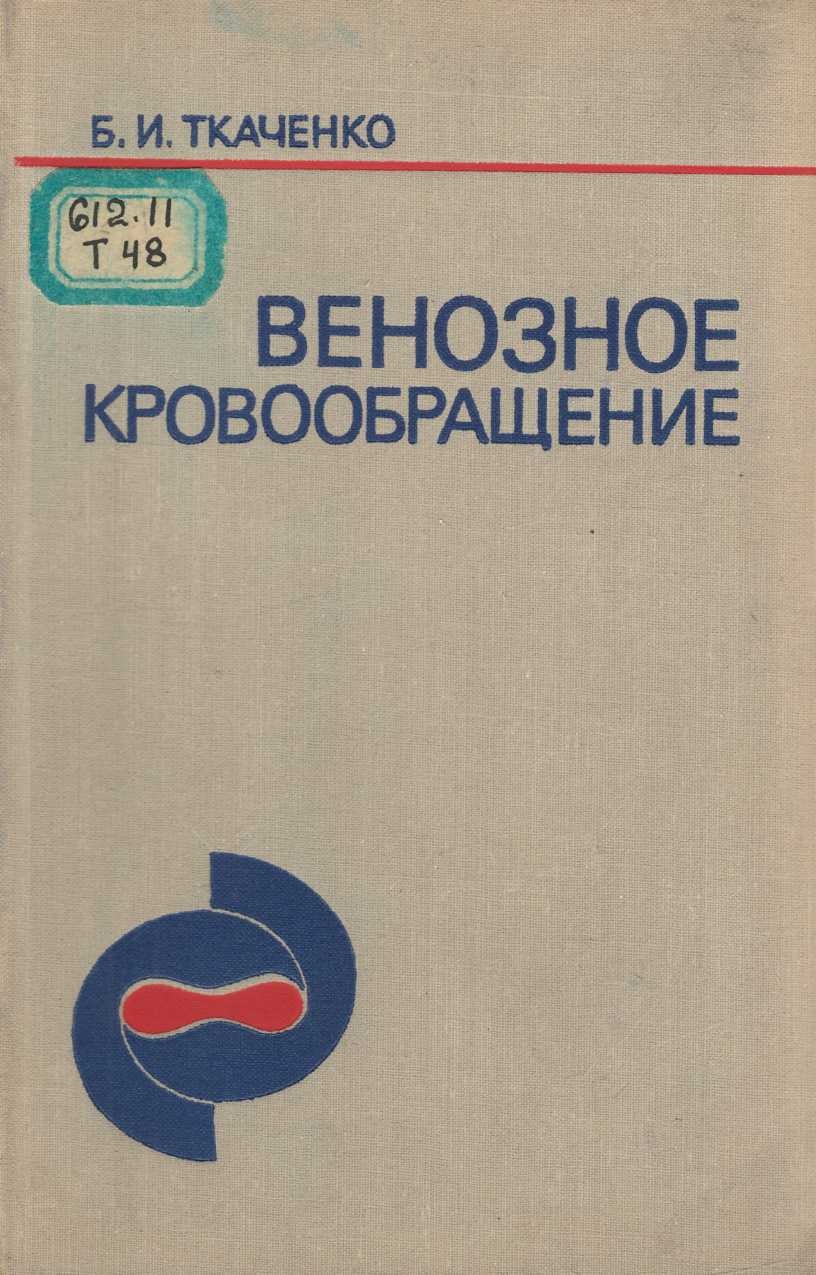 Б. И. ТКАЧЕНКО
612.11
Т 48
ВЕНОЗНОЕ
КРОВООБРАЩЕНИЕ